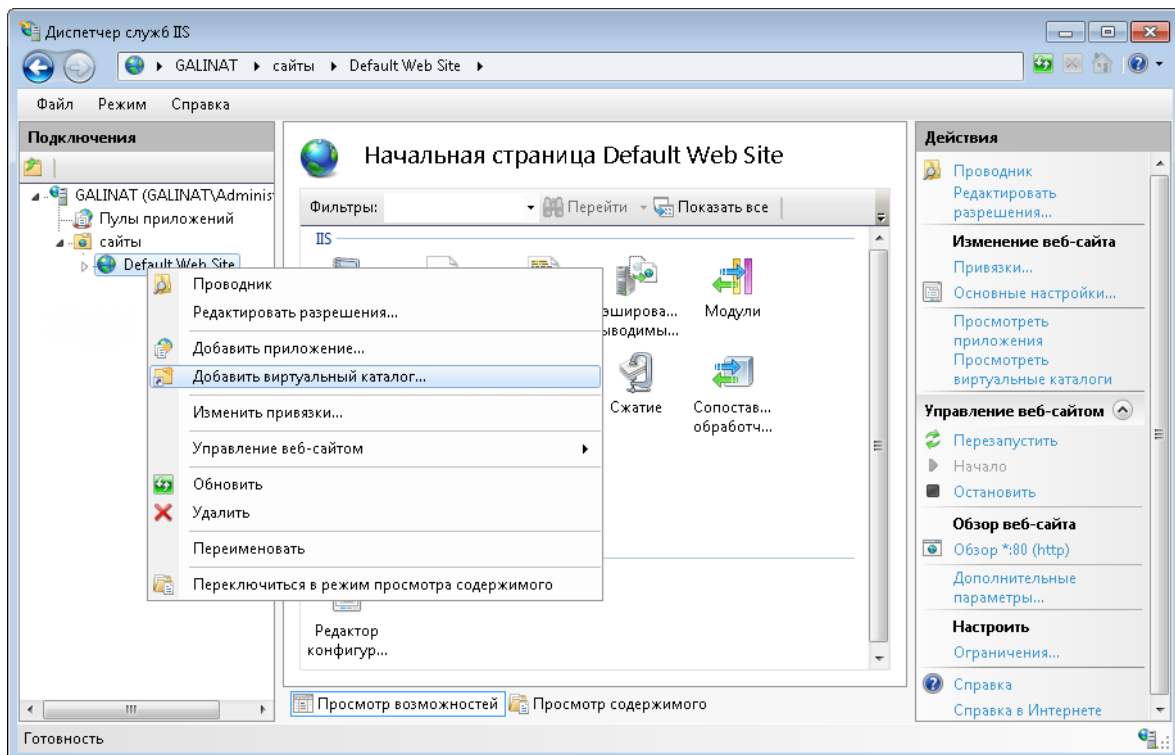 Диспетчер служб IIS
GALINAT
сайты
Default Web Site
Файл Режим Справка
Подключения
GALINAT (GALINAT\Adminis
Пулы приложений
сайты
Default Web Site
Проводник
Редактировать разрешения...
Добавить приложение...
Добавить виртуальный каталог...
Изменить привязки...
Управление веб-сайтом
Обновить
Удалить
Переименовать
Переключиться в режим просмотра содержимого
Начальная страница Default Web Site
Фильтры:
Перейти
Показать все
IIS
Модули
Сжатие
Сопостав...
обработч...
Редактор
конфигур...
Просмотр возможностей
Просмотр содержимого
Действия
Проводник
Редактировать
разрешения...
Изменение веб-сайта
Привязки...
Основные настройки...
Просмотреть
приложения
Просмотреть
виртуальные каталоги
Управление веб-сайтом
Перезапустить
Начало
Остановить
Обзор веб-сайта
Обзор *:80 (http)
Дополнительные
параметры...
Настроить
Ограничения...
Справка
Справка в Интернете
Готовность